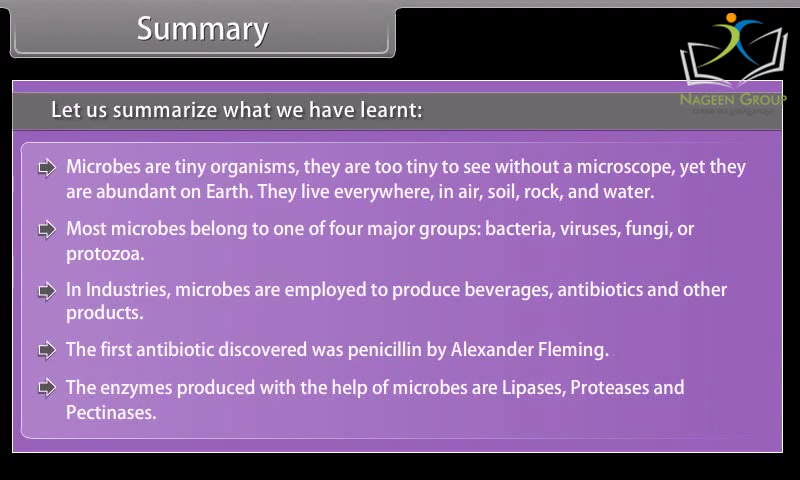 Summary
NAGEEN GROUP
Let us summarize what we have learnt:
Microbes are tiny organisms, they are too tiny to see without a microscope, yet they
are abundant on Earth. They live everywhere, in air, soil, rock, and water.
Most microbes belong to one of four major groups: bacteria, viruses, fungi, or
protozoa.
In Industries, microbes are employed to produce beverages, antibiotics and other
products.
The first antibiotic discovered was penicillin by Alexander Fleming.
The enzymes produced with the help of microbes are Lipases, Proteases and
Pectinases.